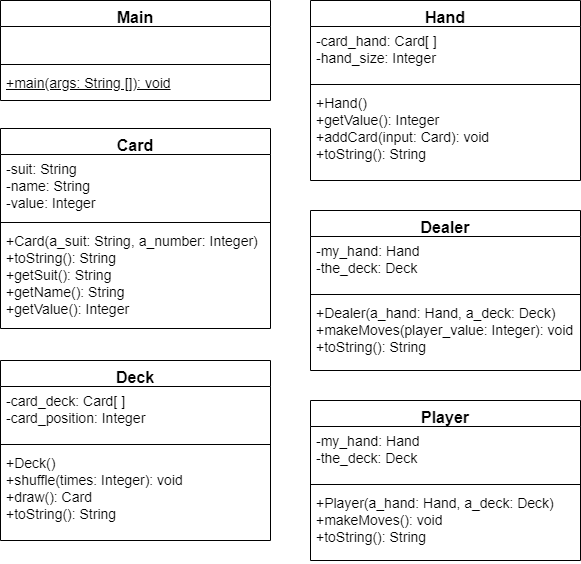 Main
+main(args: String []): void
Card
-suit: String
-name: String
-value: Integer
+Card(a_suit: String, a_number: Integer)
+toString(): String
+getSuit(): String
+getName(): String
+getValue(): Integer
Deck
-card_deck: Card[ ]
-card_position: Integer
+Deck()
+shuffle(times: Integer): void
+draw(): Card
+toString(): String
Hand
-card_hand: Card[ ]
-hand_size: Integer
+Hand()
+getValue(): Integer
+addCard(input: Card): void
+toString(): String
Dealer
-my_hand: Hand
-the_deck: Deck
+Dealer(a_hand: Hand, a_deck: Deck)
+makeMoves(player_value: Integer): void
+toString(): String
Player
-my_hand: Hand
-the_deck: Deck
+Player(a_hand: Hand, a_deck: Deck)
+makeMoves(): void
+toString(): String